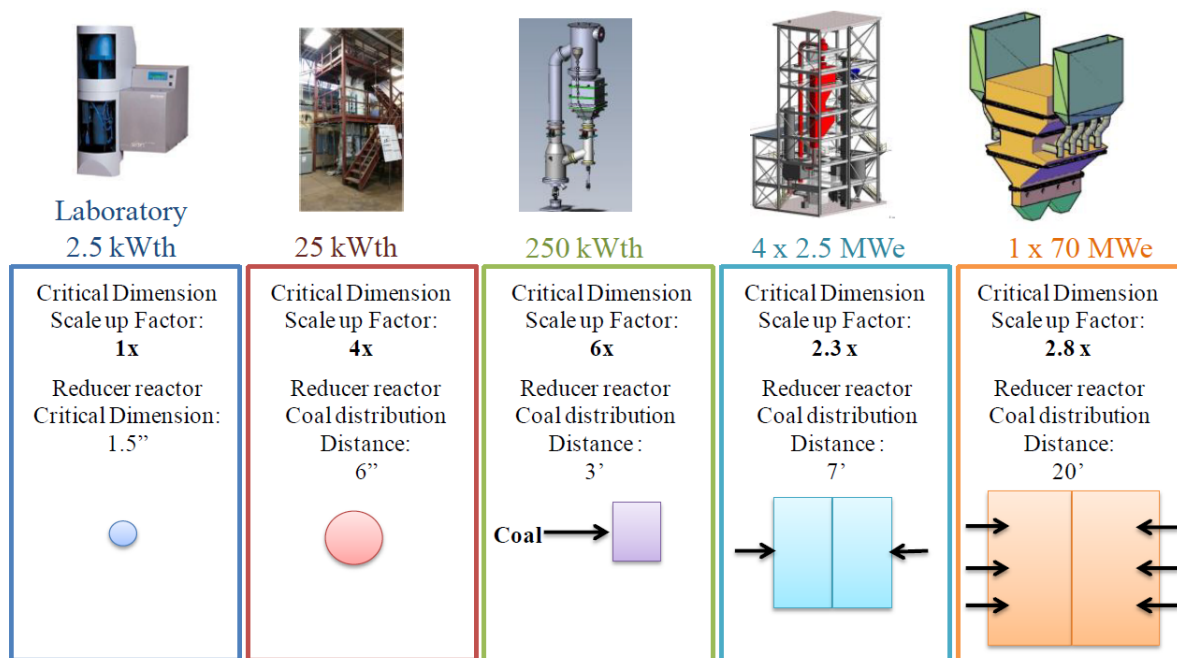 Laboratory
2.5 kWth
Critical Dimension
Scale up Factor:
1x
Reducer reactor
Critical Dimension:
1.5”
25 kWth
Critical Dimension
Scale up Factor:
4x
Reducer reactor
Coal distribution
Distance:
6”
250 kWth
Critical Dimension
Scale up Factor:
6x
Reducer reactor
Coal distribution
Distance :
3’
Coal
4 x 2.5 MWe
Critical Dimension
Scale up Factor:
2.3 x
Reducer reactor
Coal distribution
Distance:
7’
1 x 70 MWe
Critical Dimension
Scale up Factor:
2.8 x
Reducer reactor
Coal distribution
Distance:
20’